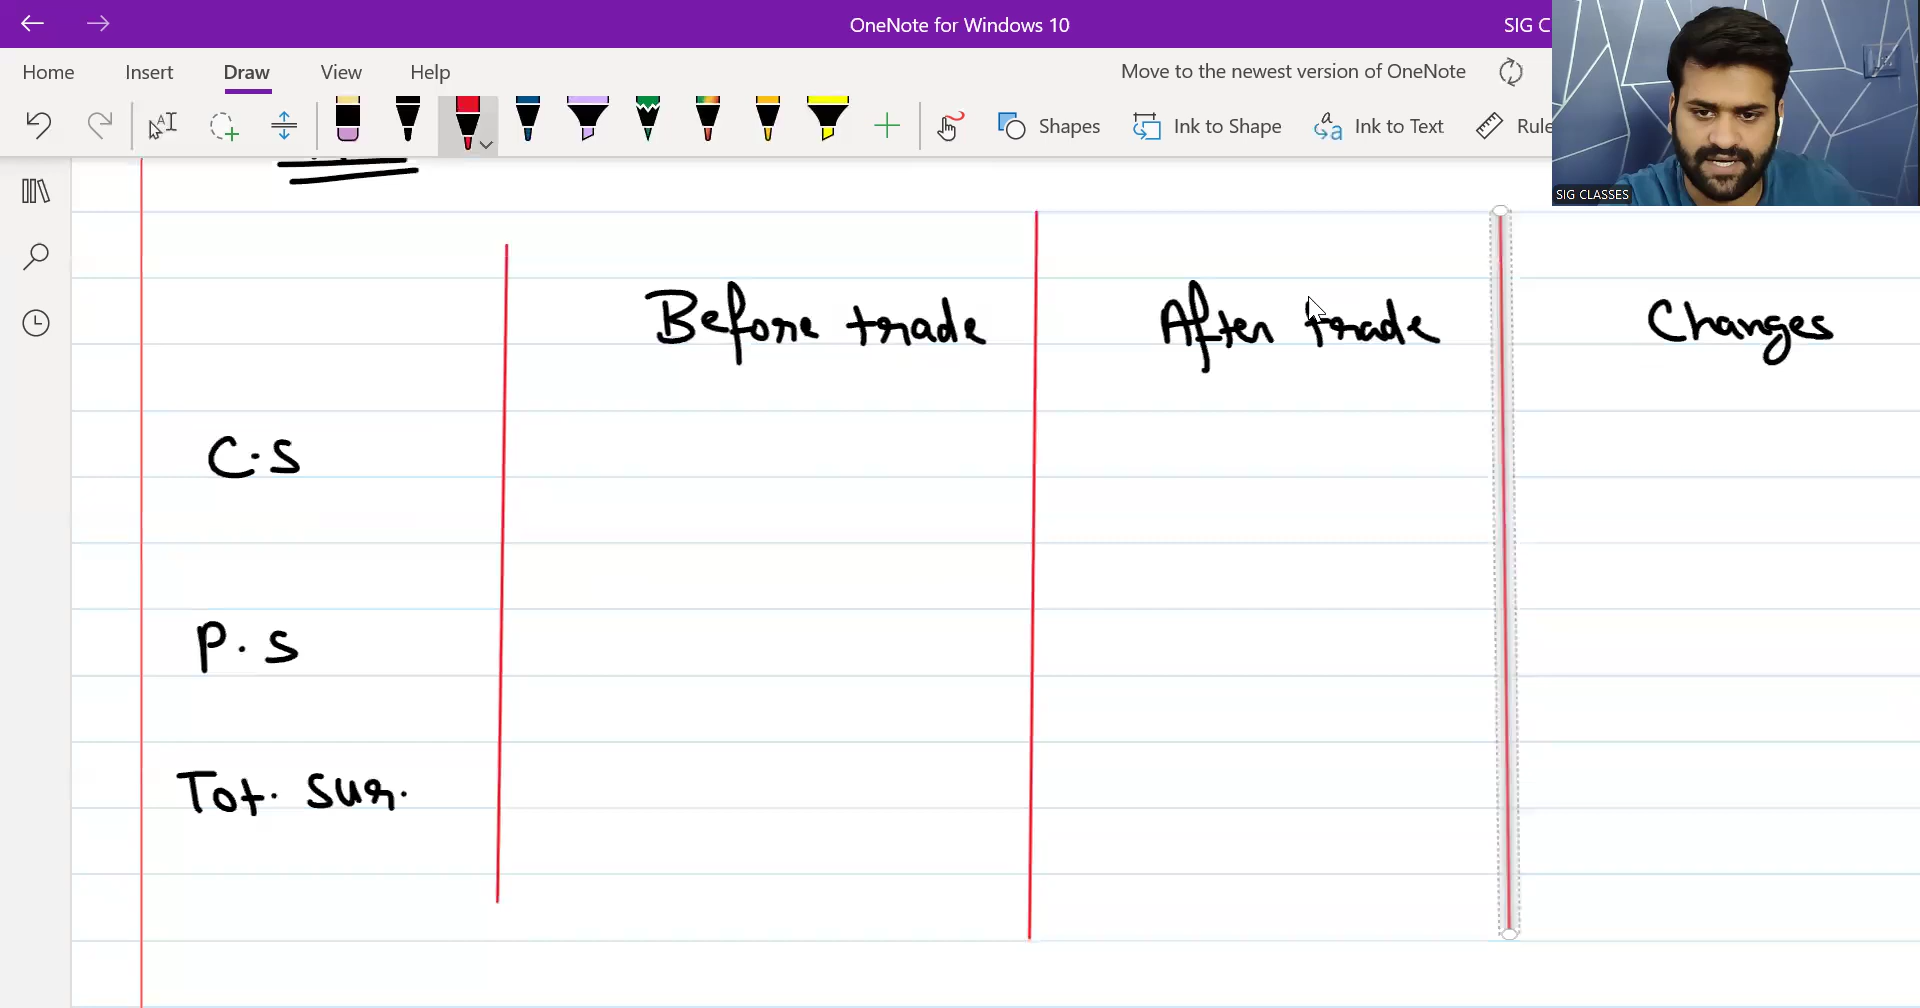 OneNote for Windows 10
SIG C
Home Insert Draw View Help
Move to the newest version of OneNote
Shapes Ink to Shape Ink to Text Rule
SIG CLASSES
Before trade After trade Changes
C.S
P.S
Tot. sur.